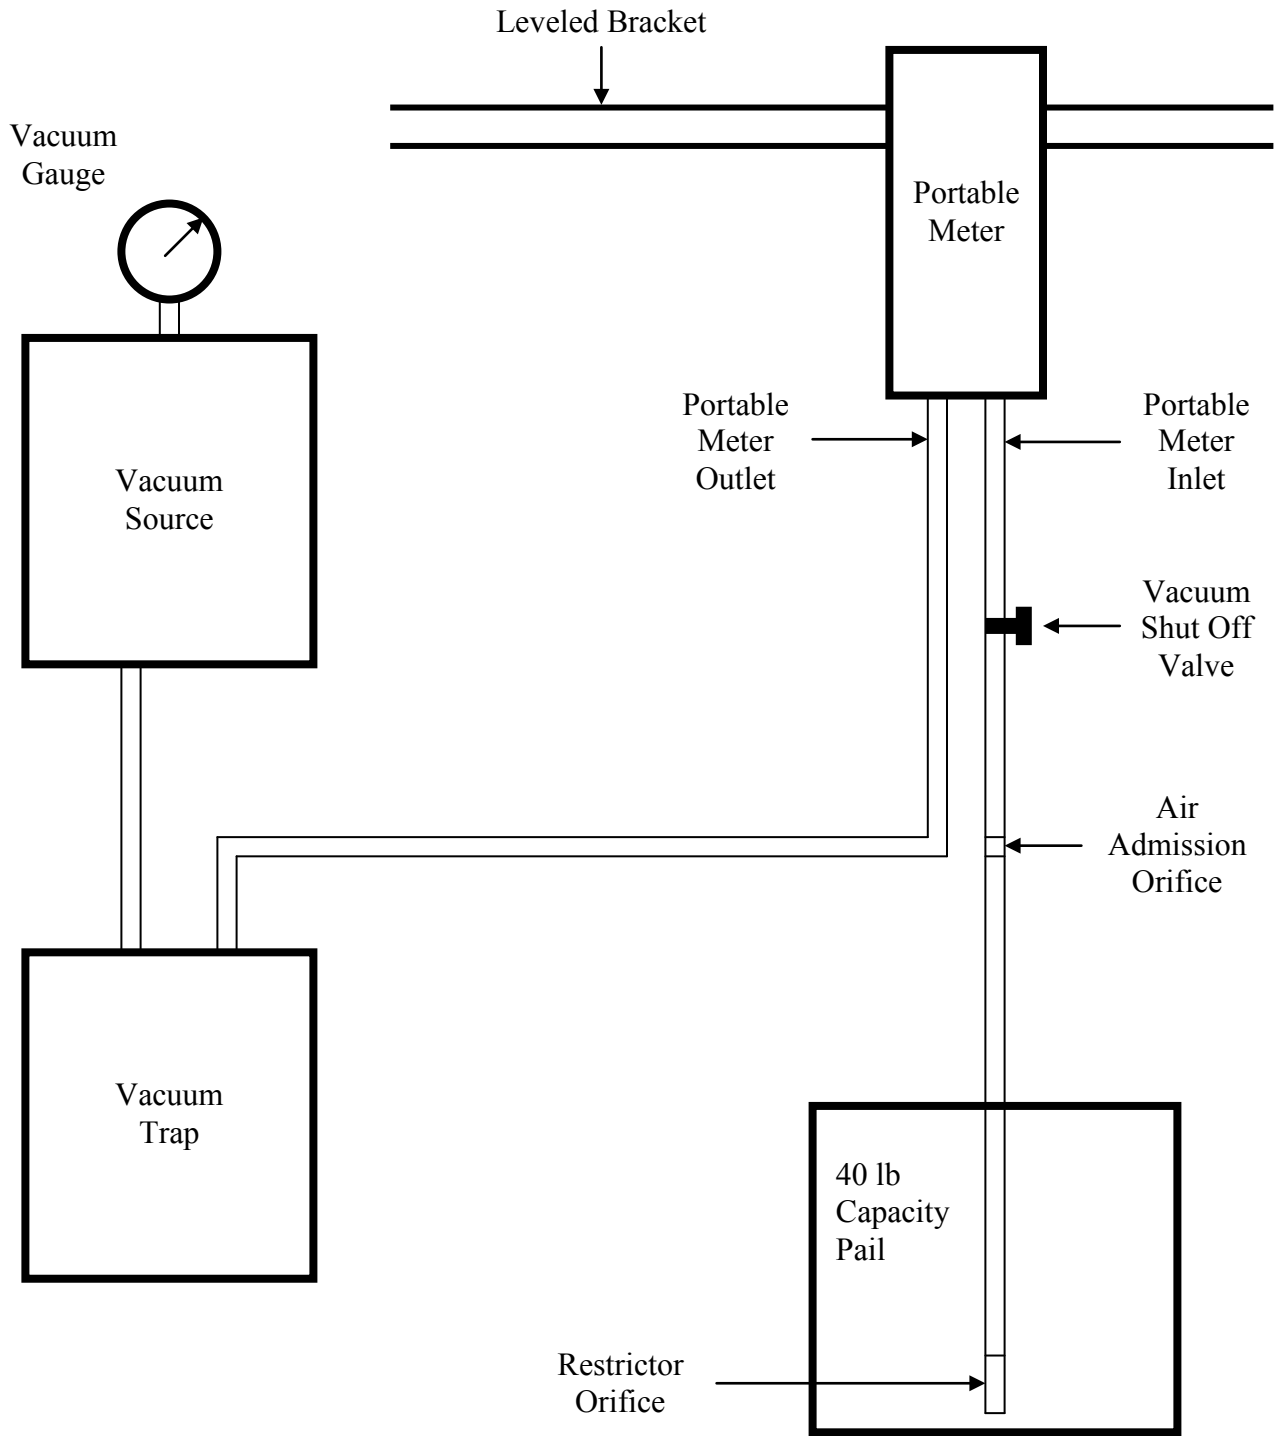 Leveled Bracket
Vacuum
Gauge
Portable
Meter
Portable
Meter
Outlet
Portable
Meter
Inlet
Vacuum
Source
Vacuum
Shut Off
Valve
Air
Admission
Orifice
Vacuum
Trap
40 lb
Capacity
Pail
Restrictor
Orifice